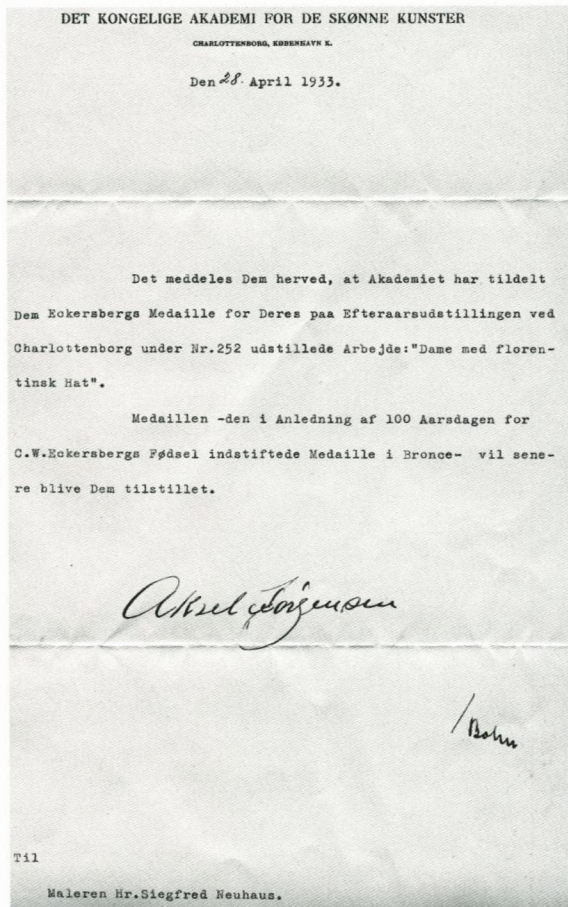 DET KONGELIGE AKADEMI FOR DE SKØNNE KUNSTER
CHARLOTTENBORG, KØBENHAVN K.
Den 28. April 1933.
Det meddeles Dem herved, at Akademiet har tildelt
Dem Eckersbergs Medaille for Deres paa Efteraarsudstillingen ved
Charlottenborg under Nr.252 udstillede Arbejde:"Dame med floren-
tinsk Hat".
Medaillen -den i Anledning af 100 Aarsdagen for
C.W.Eckersbergs Fødsel indstiftede Medaille i Bronce- vil sene-
re blive Dem tilstillet.
Aksel Jörgensen
/Bohn
Til
Maleren Hr.Siegfred Neuhaus.